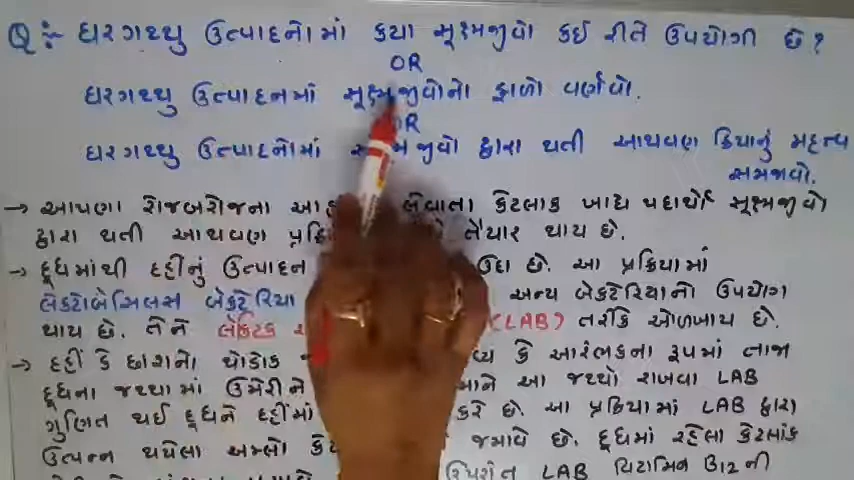 Q :- ઘરગથ્થુ ઉત્પાદનોમાં કયા સૂક્ષ્મજીવો કઈ રીતે ઉપયોગી છે?
OR
ઘરગથ્થુ ઉત્પાદનમાં સૂક્ષ્મજીવોનો ફાળો વર્ણવો.
OR
ઘરગથ્થુ ઉત્પાદનોમાં જીવો દ્વારા થતી આથવણ ક્રિયાનું મહત્વ
સમજાવો.
→ આપણા રોજબરોજના લેવાતા કેટલાક ખાદ્ય પદાર્થો સૂક્ષ્મજીવો
દ્વારા થતી આથવણ તૈયાર થાય છે.
→ દૂધમાંથી દહીંનું ઉત્પાદન ઉદા છે. આ પ્રક્રિયામાં
લેક્ટોબેસિલસ બેક્ટેરિયા અન્ય બેક્ટેરિયાનો ઉપયોગ
થાય છે. તેને લેક્ટિક (LAB) તરીકે ઓળખાય છે.
→ દહીં કે છાશનો થોડોક કે આરંભકના રૂપમાં તાજા
દૂધના જથ્થામાં ઉમેરીને આ જથ્થો રાખવા LAB
ગુણિત થઈ દૂધને દહીંમાં કરે છે. આ પ્રક્રિયામાં LAB દ્વારા
ઉત્પન્ન થયેલા અમ્લો જમાવે છે. દૂધમાં રહેલા કેટલાંક
ઉપરાંત LAB વિટામિન B12 ની